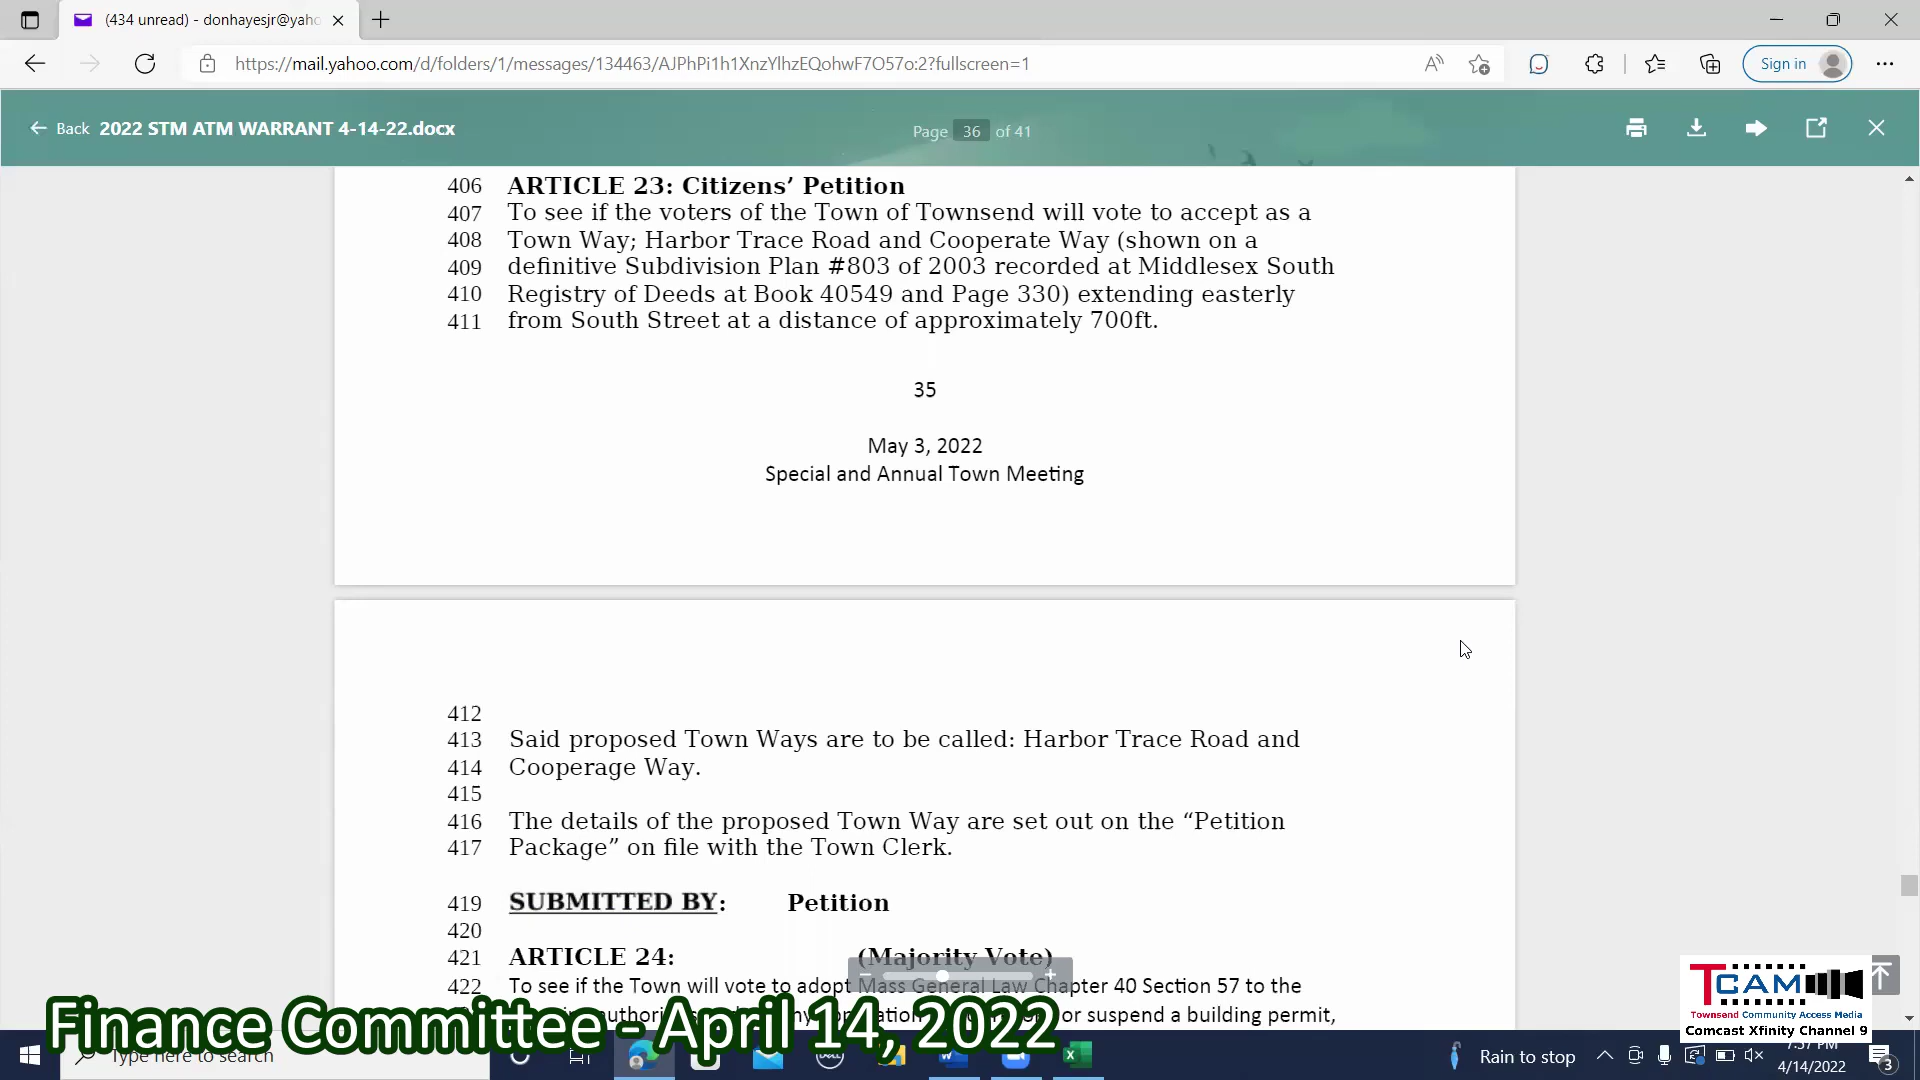 (434 unread) - donhayesjr@yaho
https://mail.yahoo.com/d/folders/1/messages/134463/AJPhPi1h1XnzYlhzEQohwF7O57o:2?fullscreen=1
Sign in
Back 2022 STM ATM WARRANT 4-14-22.docx
Page 36 of 41
406 ARTICLE 23: Citizens’ Petition
407 To see if the voters of the Town of Townsend will vote to accept as a
408 Town Way; Harbor Trace Road and Cooperate Way (shown on a
409 definitive Subdivision Plan #803 of 2003 recorded at Middlesex South
410 Registry of Deeds at Book 40549 and Page 330) extending easterly
411 from South Street at a distance of approximately 700ft.
35
May 3, 2022
Special and Annual Town Meeting
412
413 Said proposed Town Ways are to be called: Harbor Trace Road and
414 Cooperage Way.
415
416 The details of the proposed Town Way are set out on the “Petition
417 Package” on file with the Town Clerk.
419 SUBMITTED BY: Petition
420
421 ARTICLE 24: (Majority Vote)
422 To see if the Town will vote to adopt Mass General Law Chapter 40 Section 57 to the
or suspend a building permit,
Finance Committee - April 14, 2022
TCAM
Townsend Community Access Media
Comcast Xfinity Channel 9
Type here to search
DELL
Rain to stop
7:57 PM
4/14/2022
3